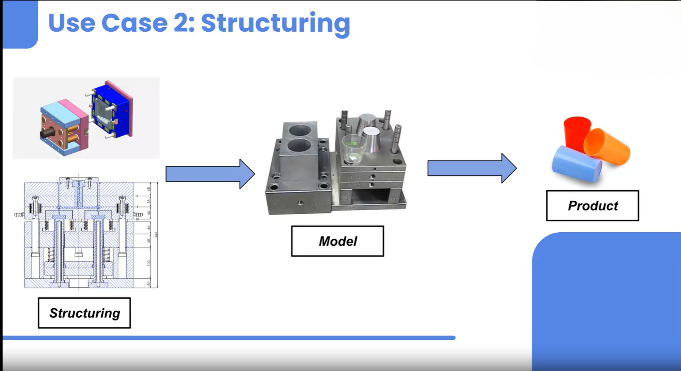 Use Case 2: Structuring
Structuring
Model
Product